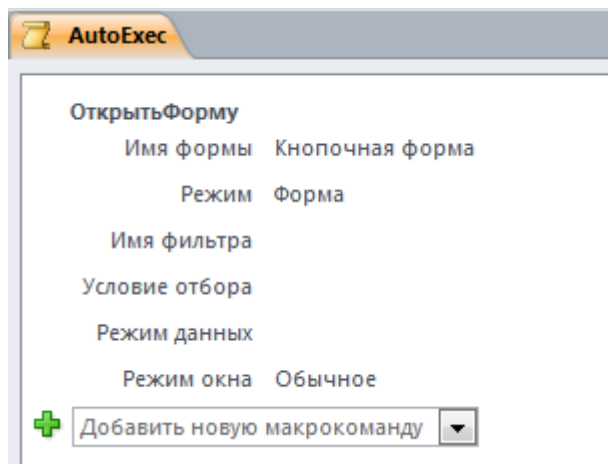 AutoExec
ОткрытьФорму
Имя формы Кнопочная форма
Режим Форма
Имя фильтра
Условие отбора
Режим данных
Режим окна Обычное
Добавить новую макрокоманду